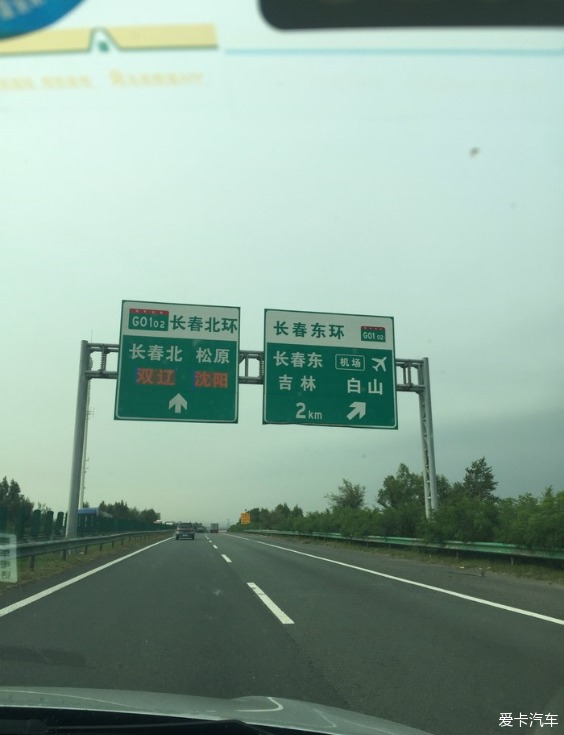 G0102 长春北环
长春北 松原
双辽 沈阳
长春东环 G0102
长春东 机场
吉林 白山
2km
爱卡汽车